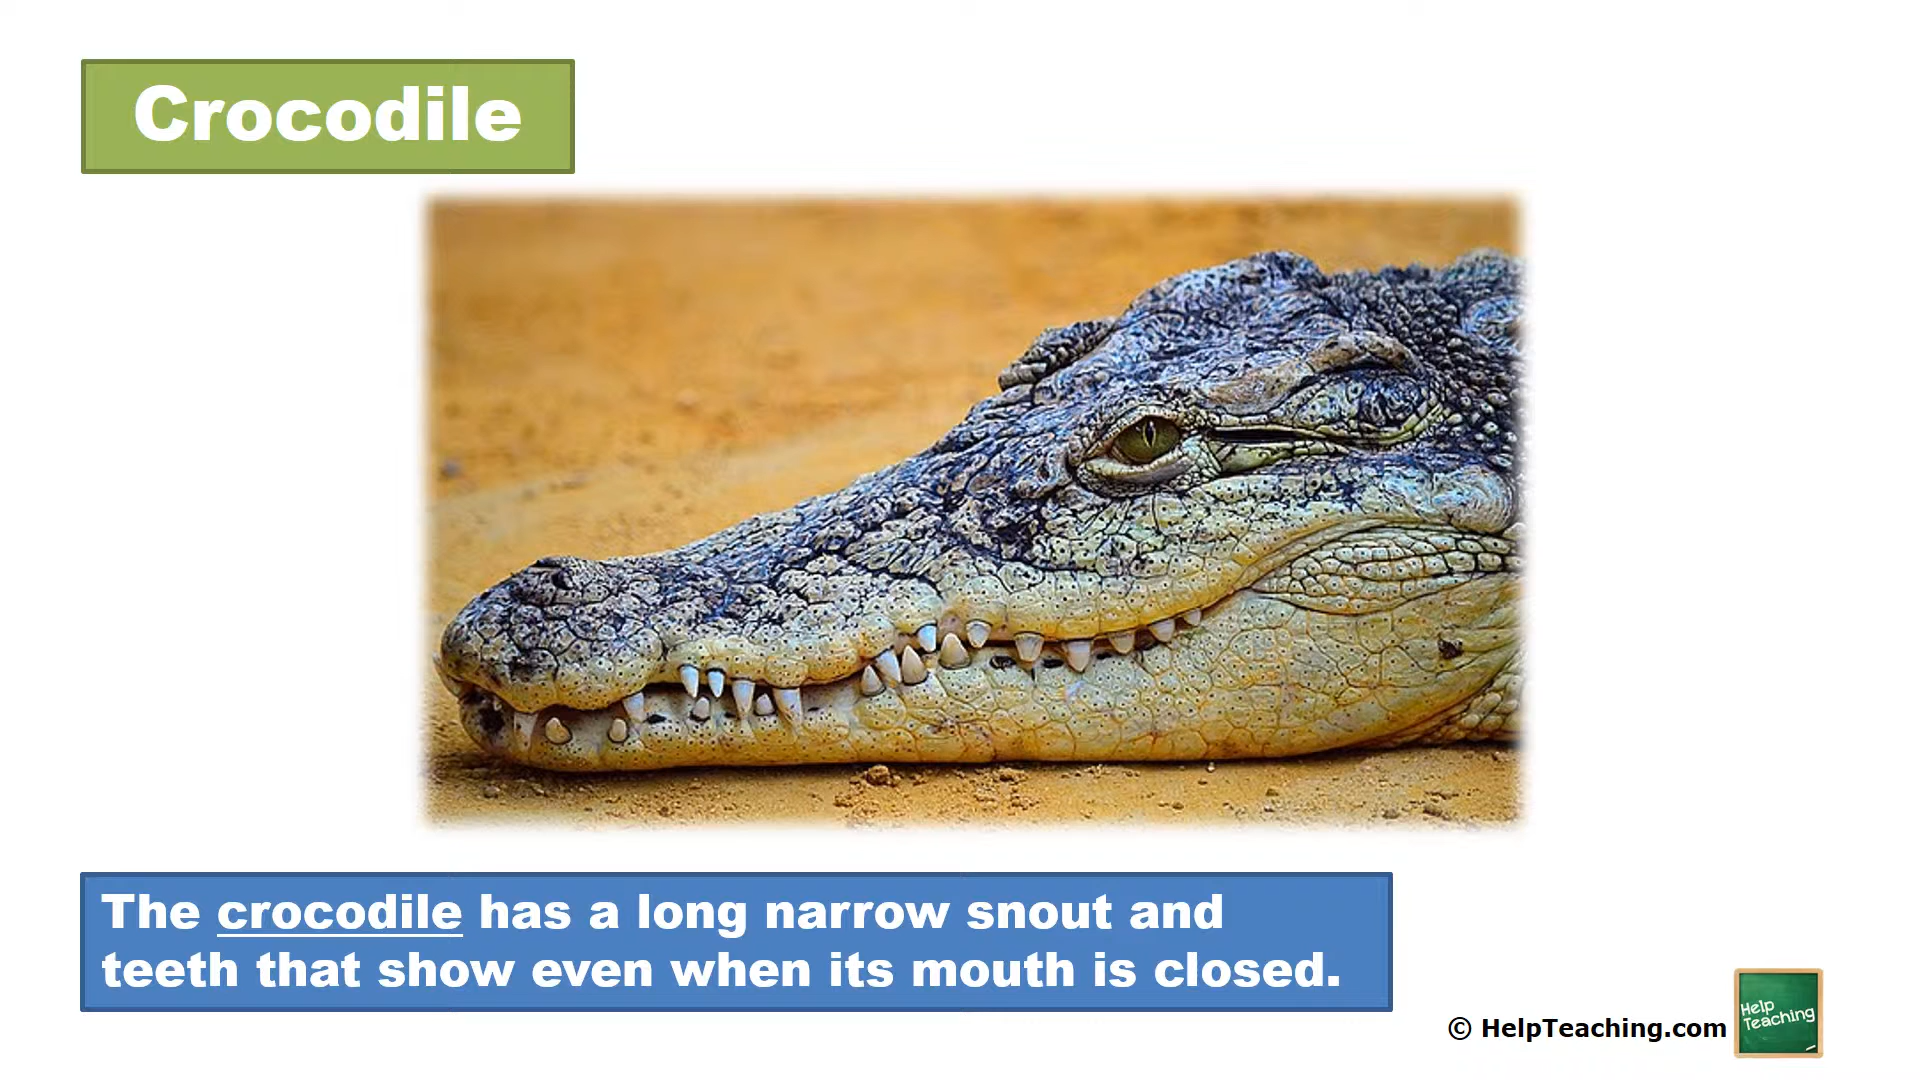 Crocodile
The crocodile has a long narrow snout and
teeth that show even when its mouth is closed.
© HelpTeaching.com
Help
Teaching